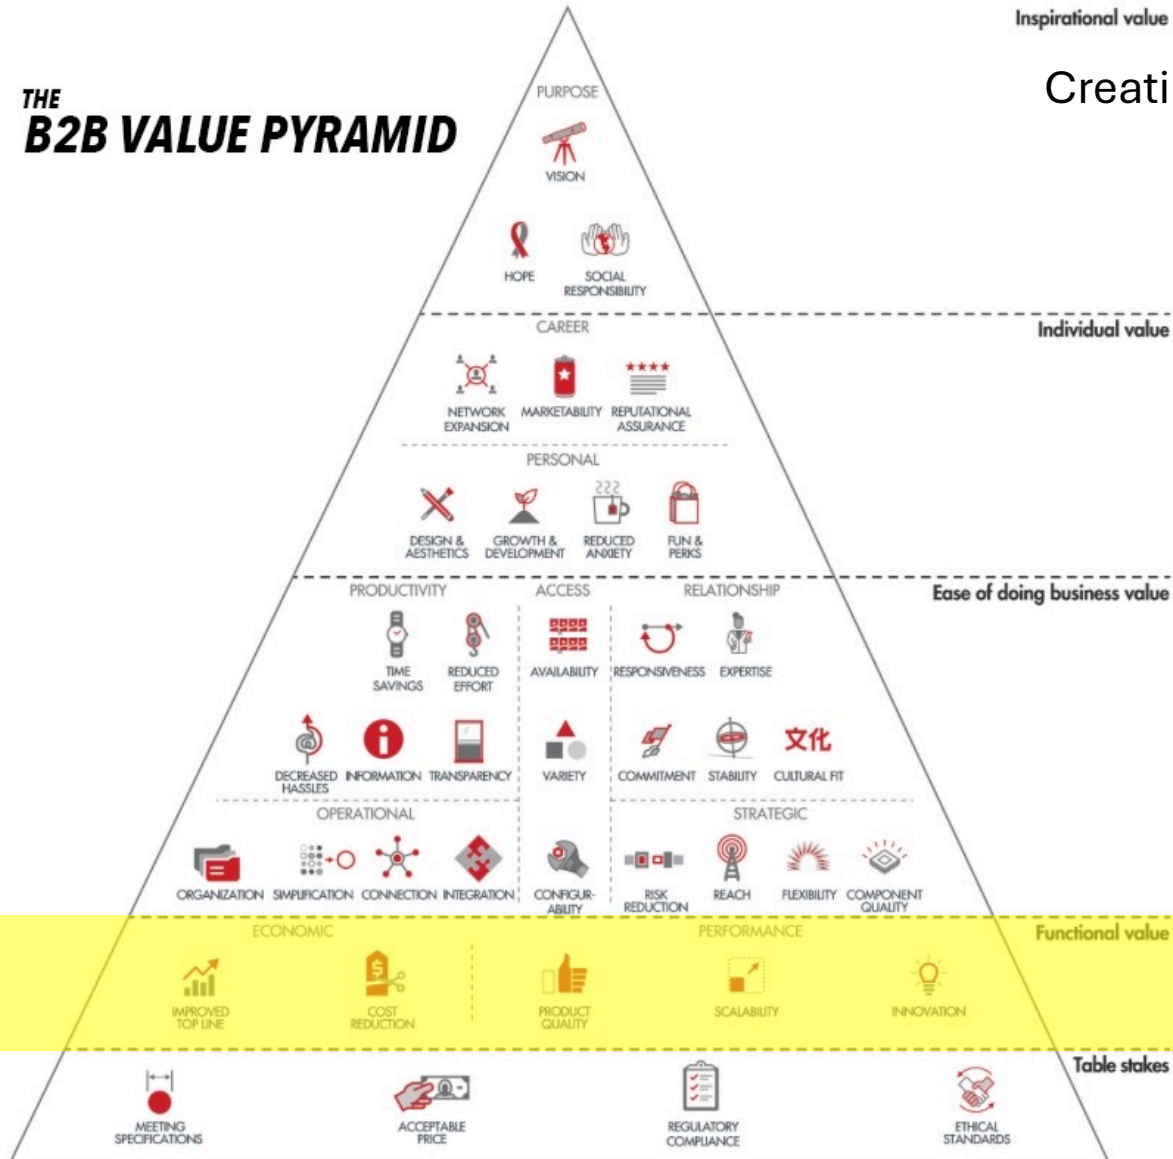 Inspirational value
Creati
THE
B2B VALUE PYRAMID
PURPOSE
VISION
HOPE
SOCIAL
RESPONSIBILITY
Individual value
CAREER
NETWORK
EXPANSION
MARKETABILITY
REPUTATIONAL
ASSURANCE
PERSONAL
DESIGN &
AESTHETICS
GROWTH &
DEVELOPMENT
REDUCED
ANXIETY
FUN &
PERKS
Ease of doing business value
PRODUCTIVITY
ACCESS
RELATIONSHIP
TIME
SAVINGS
REDUCED
EFFORT
AVAILABILITY
RESPONSIVENESS
EXPERTISE
DECREASED
HASSLES
INFORMATION
TRANSPARENCY
VARIETY
COMMITMENT
STABILITY
文化
CULTURAL FIT
OPERATIONAL
STRATEGIC
ORGANIZATION
SIMPLIFICATION
CONNECTION
INTEGRATION
CONFIGUR-
ABILITY
RISK
REDUCTION
REACH
FLEXIBILITY
COMPONENT
QUALITY
Functional value
ECONOMIC
PERFORMANCE
IMPROVED
TOP LINE
$
COST
REDUCTION
PRODUCT
QUALITY
SCALABILITY
INNOVATION
Table stakes
MEETING
SPECIFICATIONS
ACCEPTABLE
PRICE
REGULATORY
COMPLIANCE
ETHICAL
STANDARDS